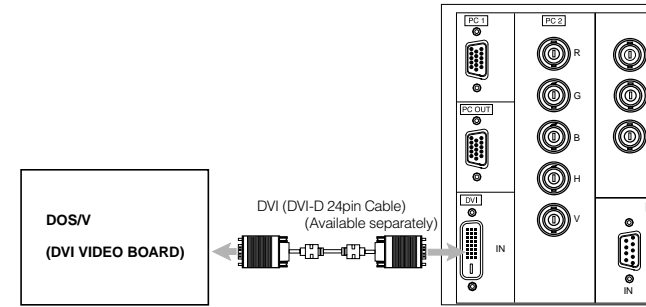 PC 1
PC 2
R
G
PC OUT
B
H
DVI
V
IN
IN
DOS/V
(DVI VIDEO BOARD)
DVI (DVI-D 24pin Cable)
(Available separately)